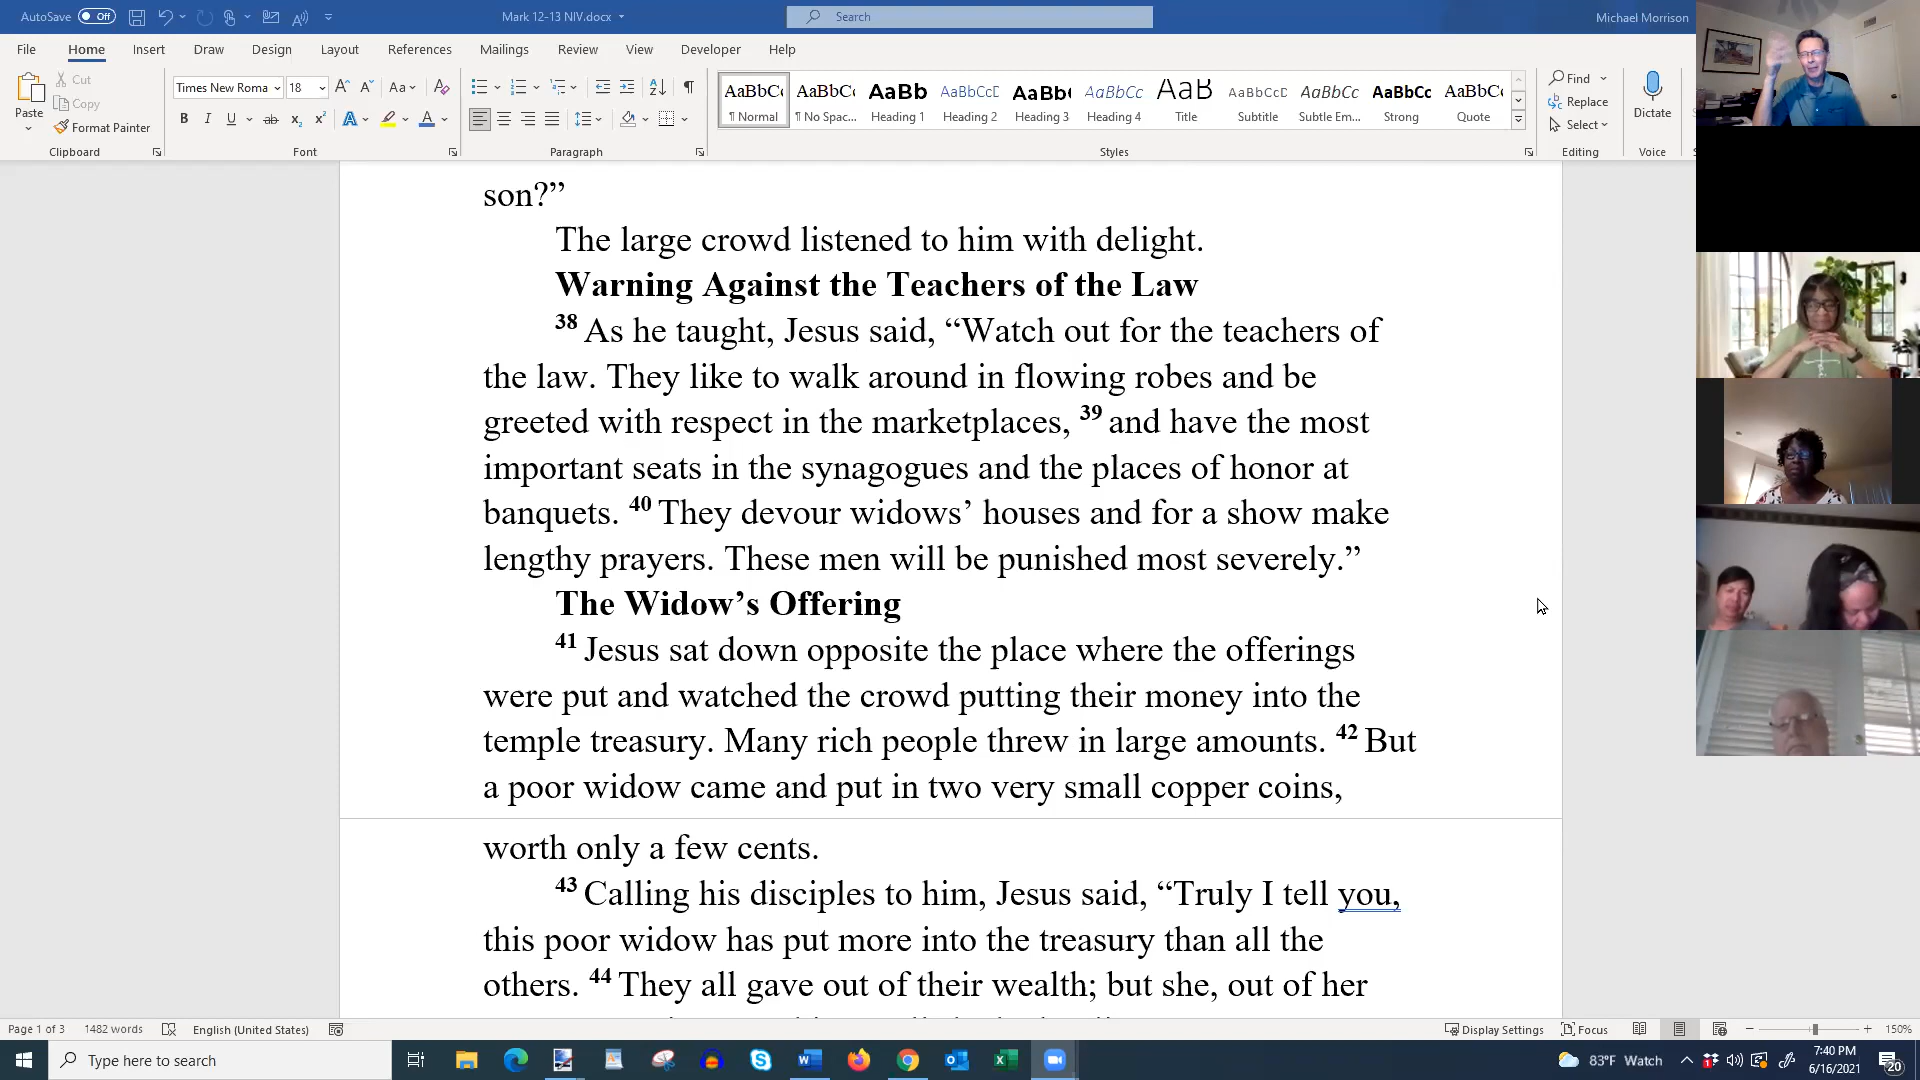 AutoSave Off Mark 12-13 NIV.docx Search Michael Morrison
File Home Insert Draw Design Layout References Mailings Review View Developer Help
Paste Cut Copy Format Painter
Times New Roma 18
AaBbCc AaBbCc AaBb AaBbCcD AaBb AaBbCc AaB AaBbCcD AaBbCc AaBbCc AaBbCc
¶ Normal ¶ No Spac... Heading 1 Heading 2 Heading 3 Heading 4 Title Subtitle Subtle Em... Strong Quote
Find Replace Select Dictate
Clipboard Font Paragraph Styles Editing Voice
son?”
The large crowd listened to him with delight.
Warning Against the Teachers of the Law
38 As he taught, Jesus said, “Watch out for the teachers of
the law. They like to walk around in flowing robes and be
greeted with respect in the marketplaces, 39 and have the most
important seats in the synagogues and the places of honor at
banquets. 40 They devour widows’ houses and for a show make
lengthy prayers. These men will be punished most severely.”
The Widow’s Offering
41 Jesus sat down opposite the place where the offerings
were put and watched the crowd putting their money into the
temple treasury. Many rich people threw in large amounts. 42 But
a poor widow came and put in two very small copper coins,
worth only a few cents.
43 Calling his disciples to him, Jesus said, “Truly I tell you,
this poor widow has put more into the treasury than all the
others. 44 They all gave out of their wealth; but she, out of her
Page 1 of 3 1482 words English (United States) Display Settings Focus 150%
Type here to search 83°F Watch 7:40 PM
6/16/2021 20